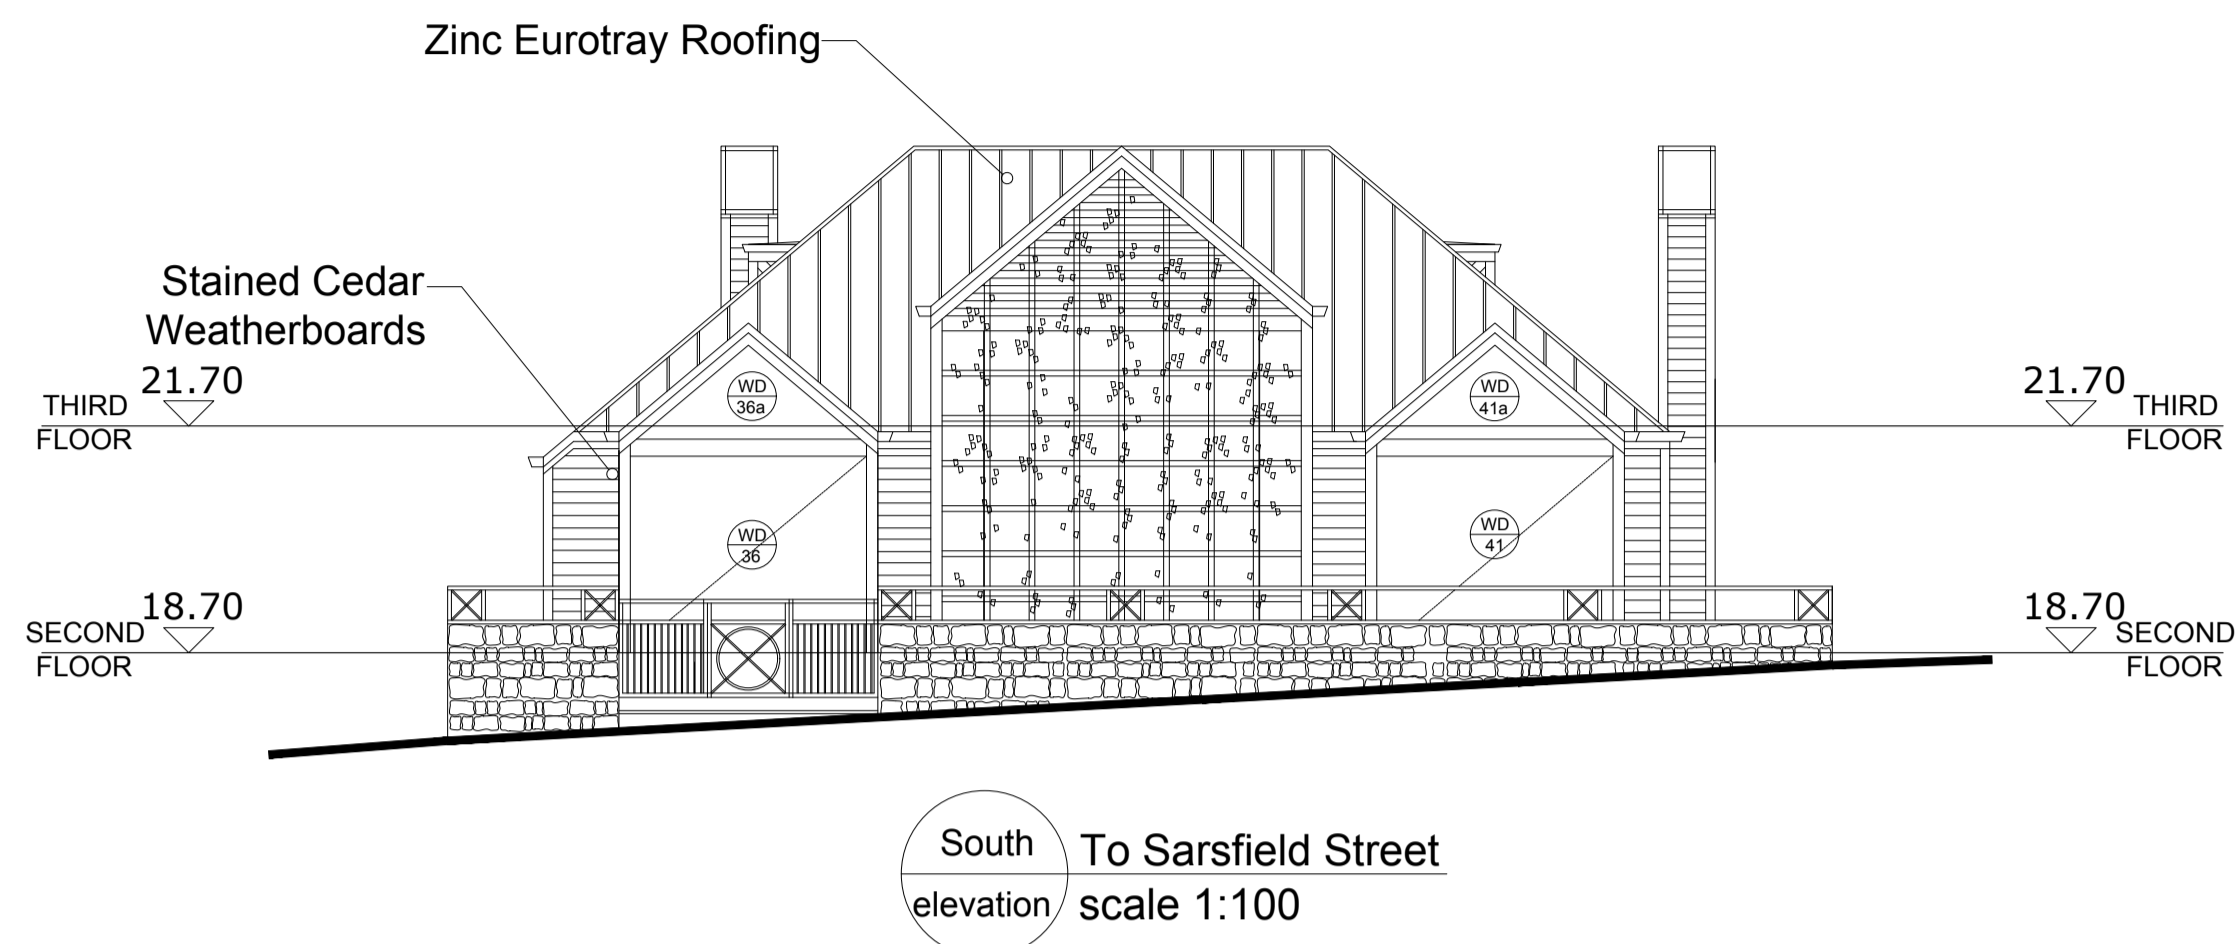 Zinc Eurotray Roofing
Stained Cedar
Weatherboards
21.70
THIRD
FLOOR
21.70
THIRD
FLOOR
WD
36a
WD
41a
WD
36
WD
41
18.70
SECOND
FLOOR
18.70
SECOND
FLOOR
South
elevation
To Sarsfield Street
scale 1:100